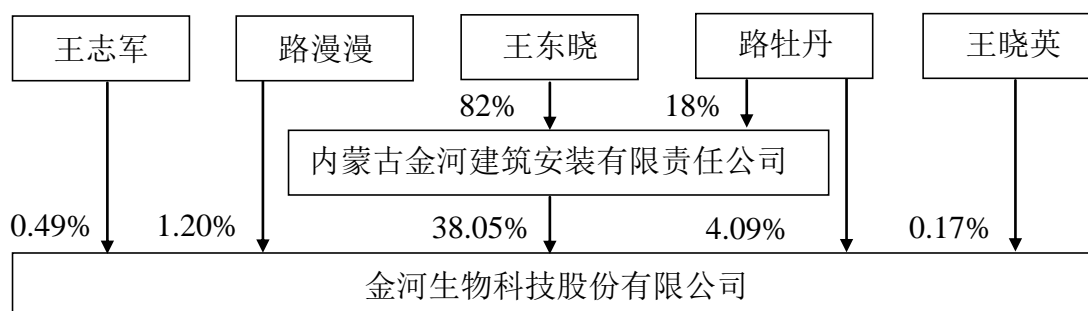 王志军
路漫漫
王东晓
路牡丹
王晓英
82%
18%
内蒙古金河建筑安装有限责任公司
0.49%
1.20%
38.05%
4.09%
0.17%
金河生物科技股份有限公司